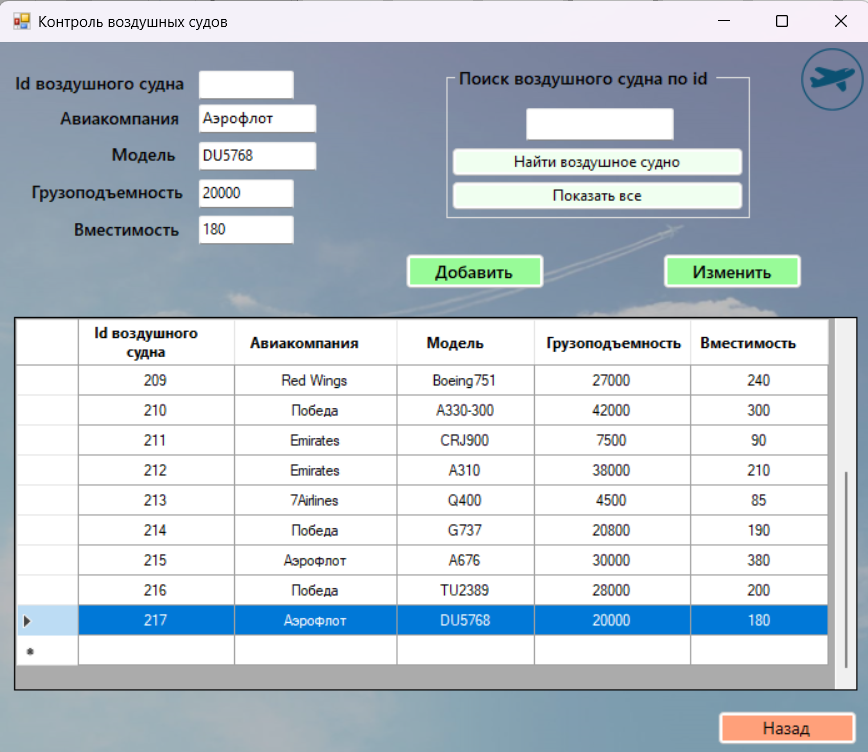 Контроль воздушных судов
Id воздушного судна
Авиакомпания Аэрофлот
Модель DU5768
Грузоподъемность 20000
Вместимость 180
Поиск воздушного судна по id
Найти воздушное судно
Показать все
Добавить Изменить
Id воздушного судна Авиакомпания Модель Грузоподъемность Вместимость
209 Red Wings Boeing751 27000 240
210 Победа A330-300 42000 300
211 Emirates CRJ900 7500 90
212 Emirates A310 38000 210
213 7Airlines Q400 4500 85
214 Победа G737 20800 190
215 Аэрофлот A676 30000 380
216 Победа TU2389 28000 200
217 Аэрофлот DU5768 20000 180
Назад